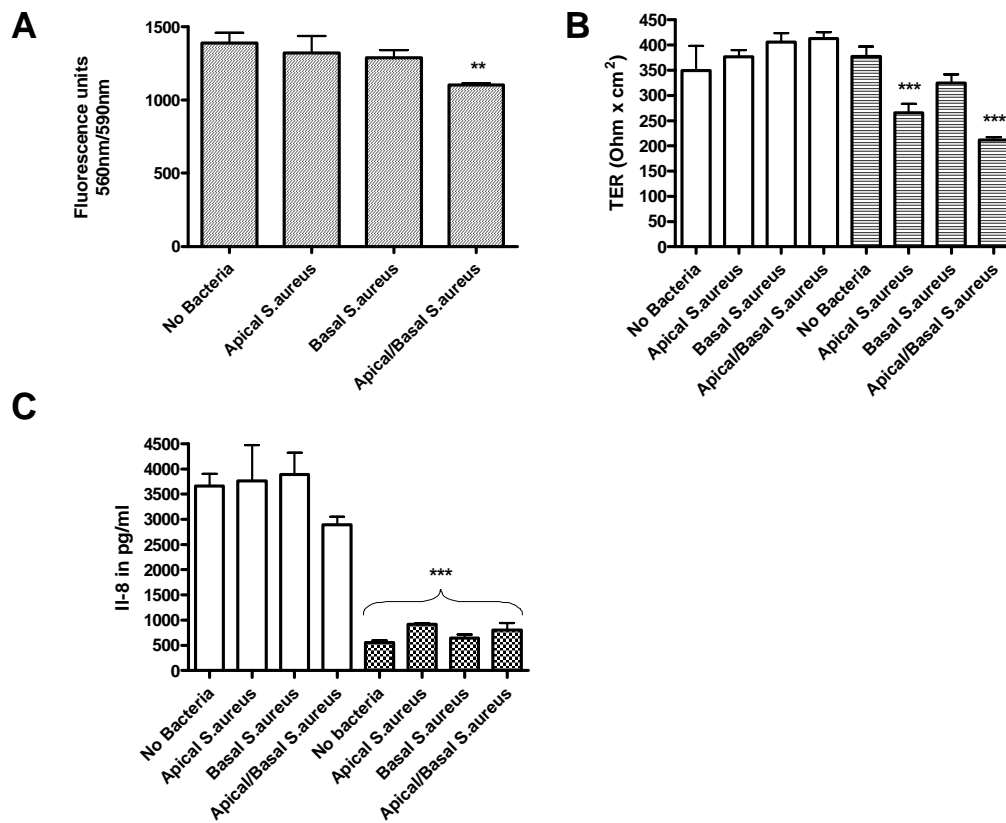 A
Fluorescence units
560nm/590nm
1500
1000
500
0
**
No Bacteria
Apical S.aureus
Basal S.aureus
Apical/Basal S.aureus
B
TER (Ohm x cm²)
450
400
350
300
250
200
150
100
50
0
***
***
No Bacteria
Apical S.aureus
Basal S.aureus
Apical/Basal S.aureus
No Bacteria
Apical S.aureus
Basal S.aureus
Apical/Basal S.aureus
C
Il-8 in pg/ml
4500
4000
3500
3000
2500
2000
1500
1000
500
0
***
No Bacteria
Apical S.aureus
Basal S.aureus
Apical/Basal S.aureus
No bacteria
Apical S.aureus
Basal S.aureus
Apical/Basal S.aureus